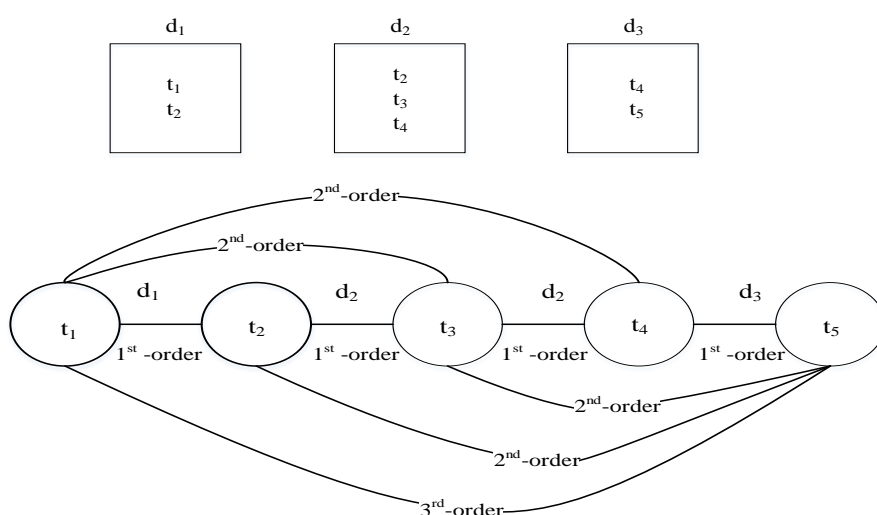 d₁ d₂ d₃
t₁
t₂
t₂
t₃
t₄
t₄
t₅
2ⁿᵈ-order
2ⁿᵈ-order
d₁ d₂ d₂ d₃
t₁ t₂ t₃ t₄ t₅
1ˢᵗ -order 1ˢᵗ -order 1ˢᵗ -order 1ˢᵗ -order
2ⁿᵈ-order
2ⁿᵈ-order
3ʳᵈ-order